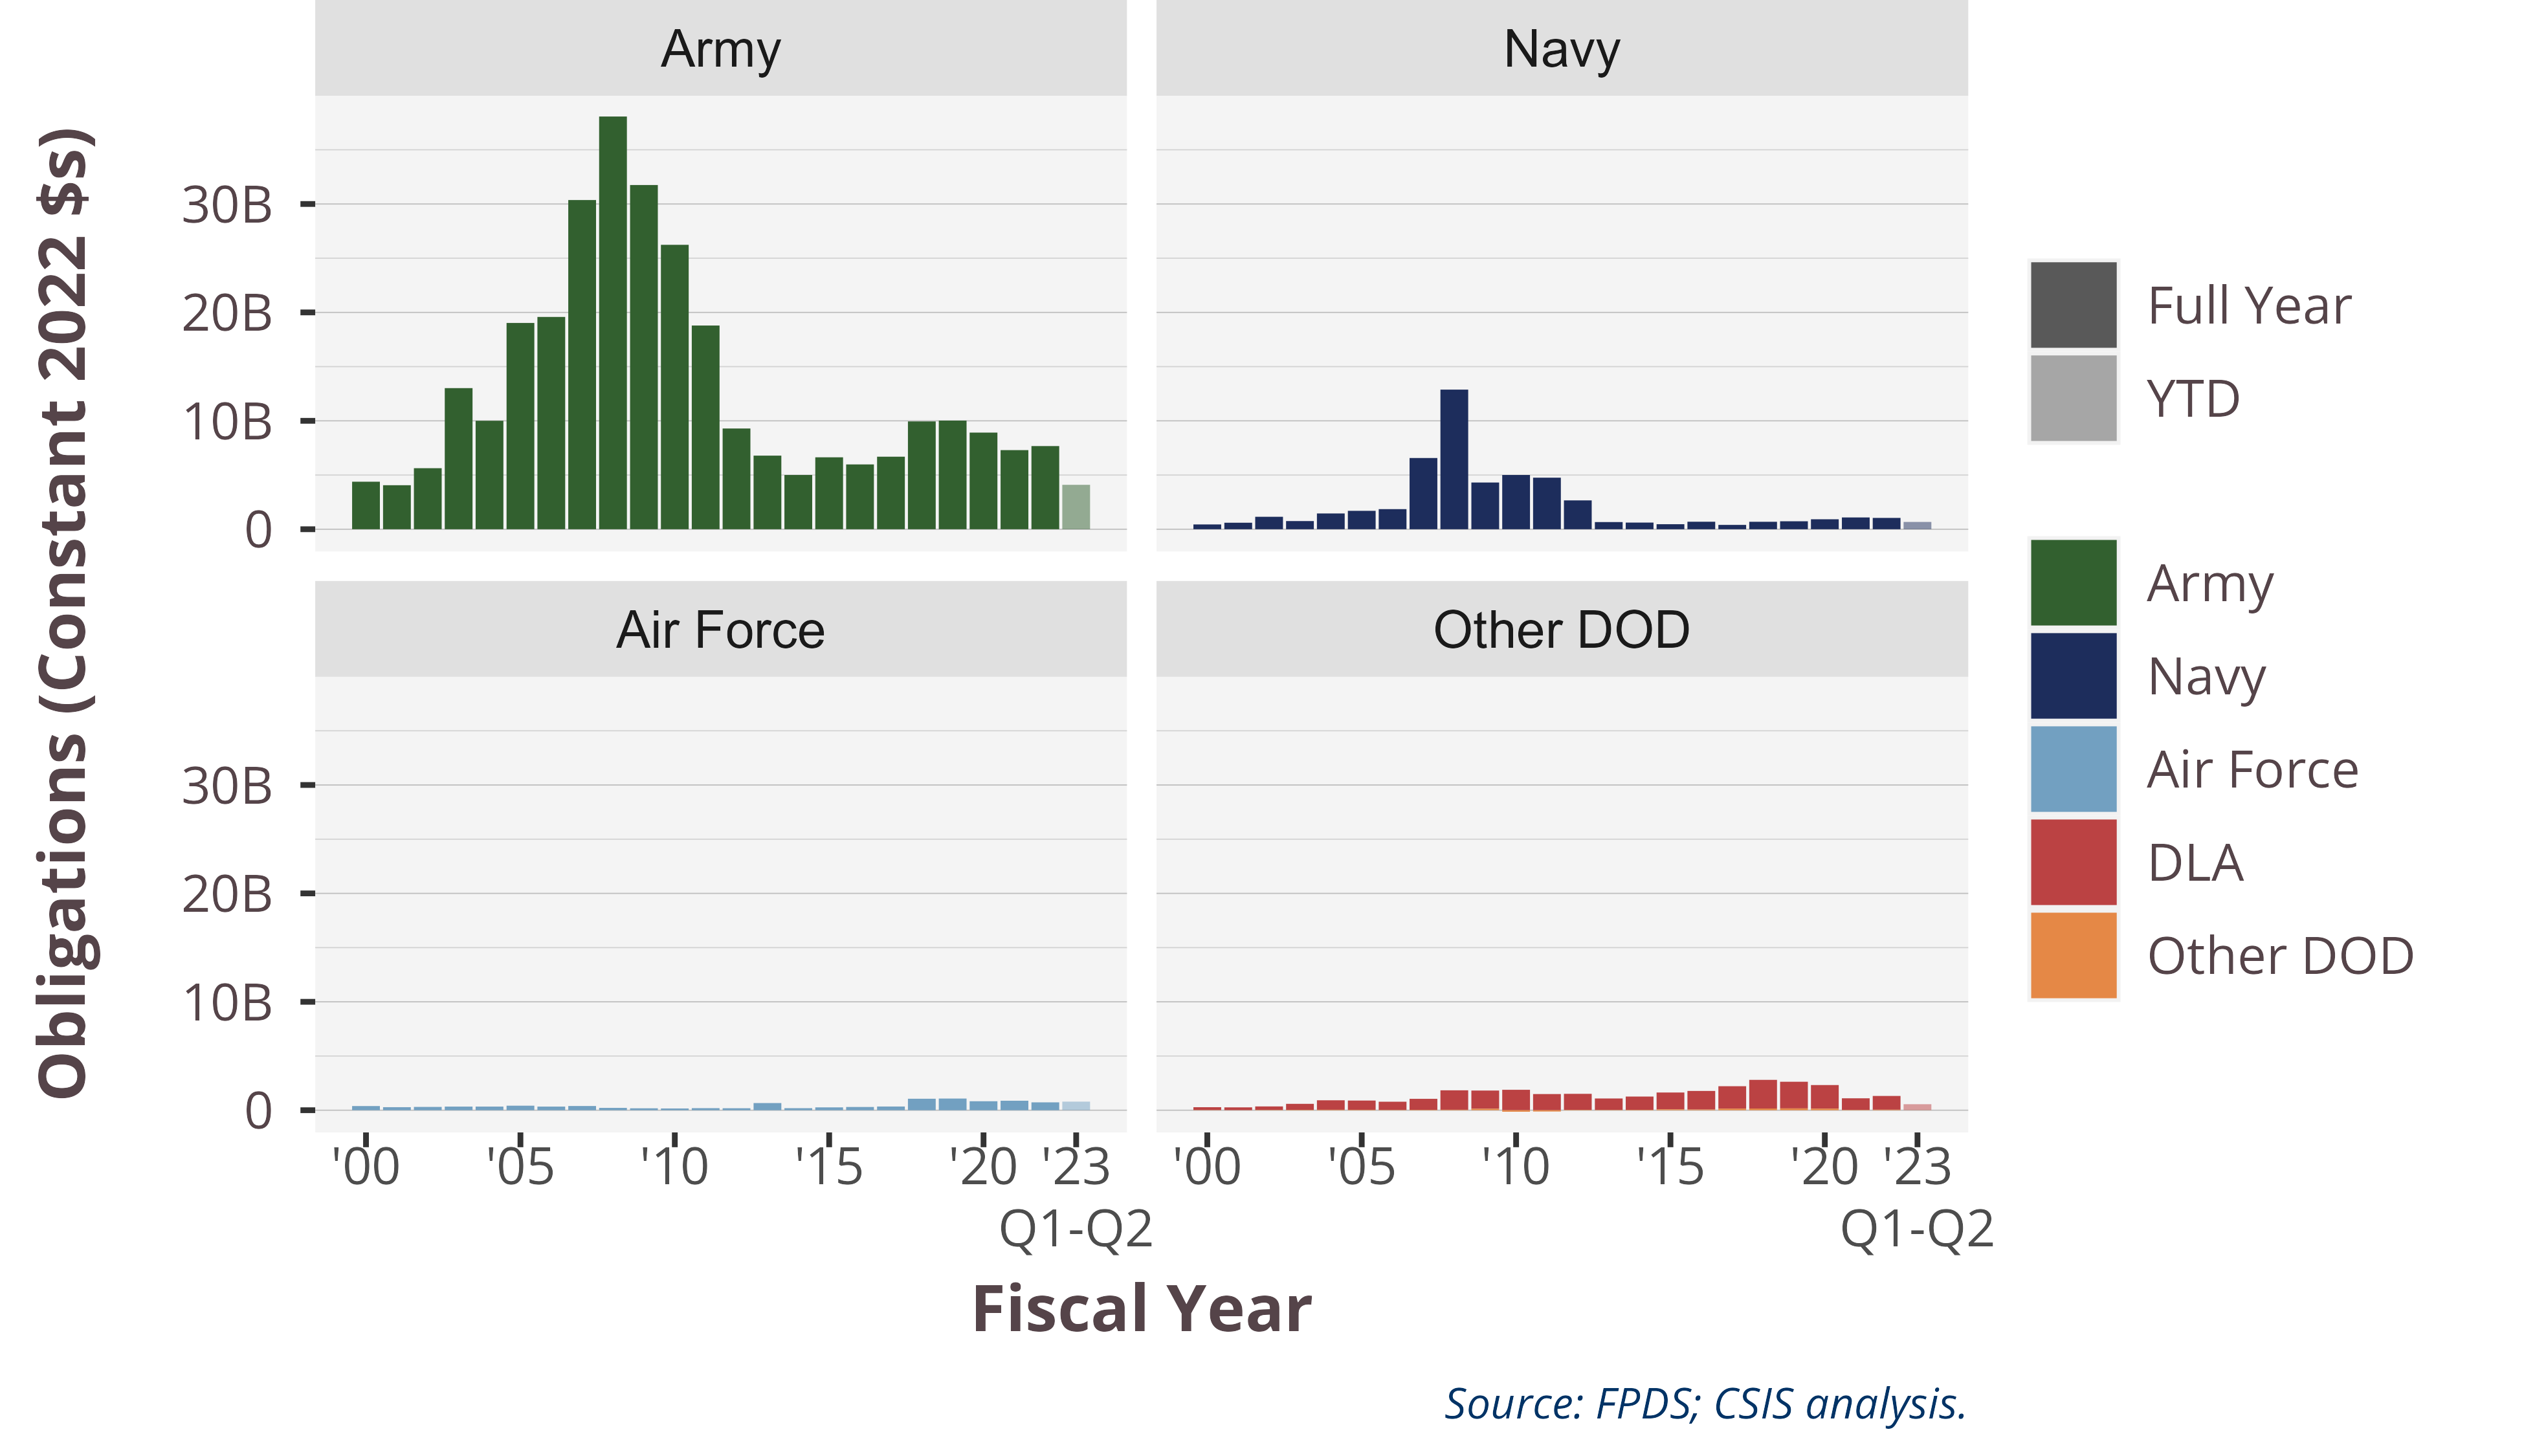 Army
Navy
Obligations (Constant 2022 $s)
30B
20B
10B
0
Air Force
Other DOD
30B
20B
10B
0
'00 '05 '10 '15 '20 '23
Q1-Q2
'00 '05 '10 '15 '20 '23
Q1-Q2
Fiscal Year
Full Year
YTD
Army
Navy
Air Force
DLA
Other DOD
Source: FPDS; CSIS analysis.